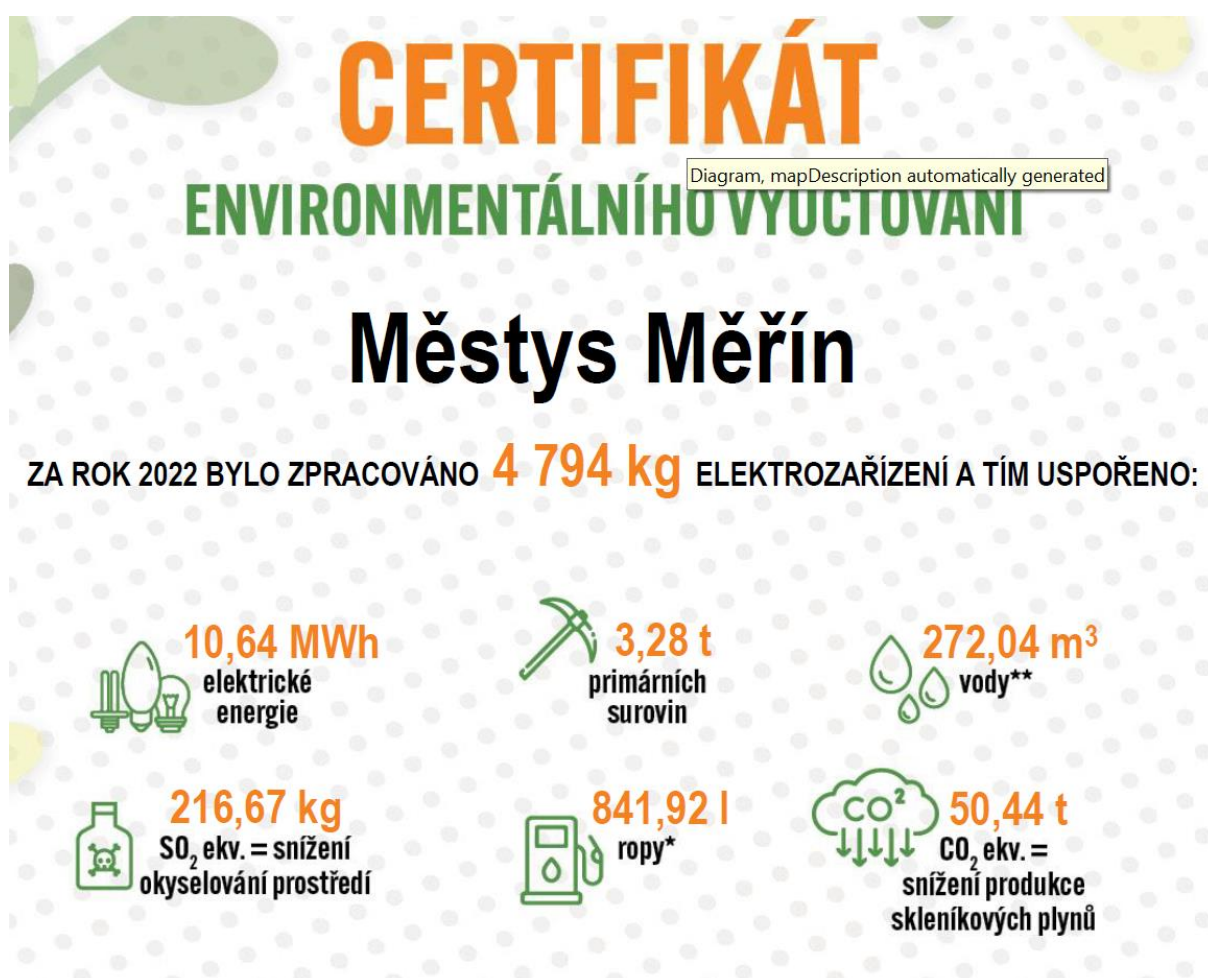 CERTIFIKÁT
Diagram, mapDescription automatically generated
ENVIRONMENTÁLNÍHO VYÚČTOVÁNÍ
Městys Měřín
ZA ROK 2022 BYLO ZPRACOVÁNO 4 794 kg ELEKTROZAŘÍZENÍ A TÍM USPOŘENO:
10,64 MWh
elektrické
energie
3,28 t
primárních
surovin
272,04 m³
vody**
216,67 kg
SO₂ ekv. = snížení
okyselování prostředí
841,92 l
ropy*
CO²
50,44 t
CO₂ ekv. =
snížení produkce
skleníkových plynů